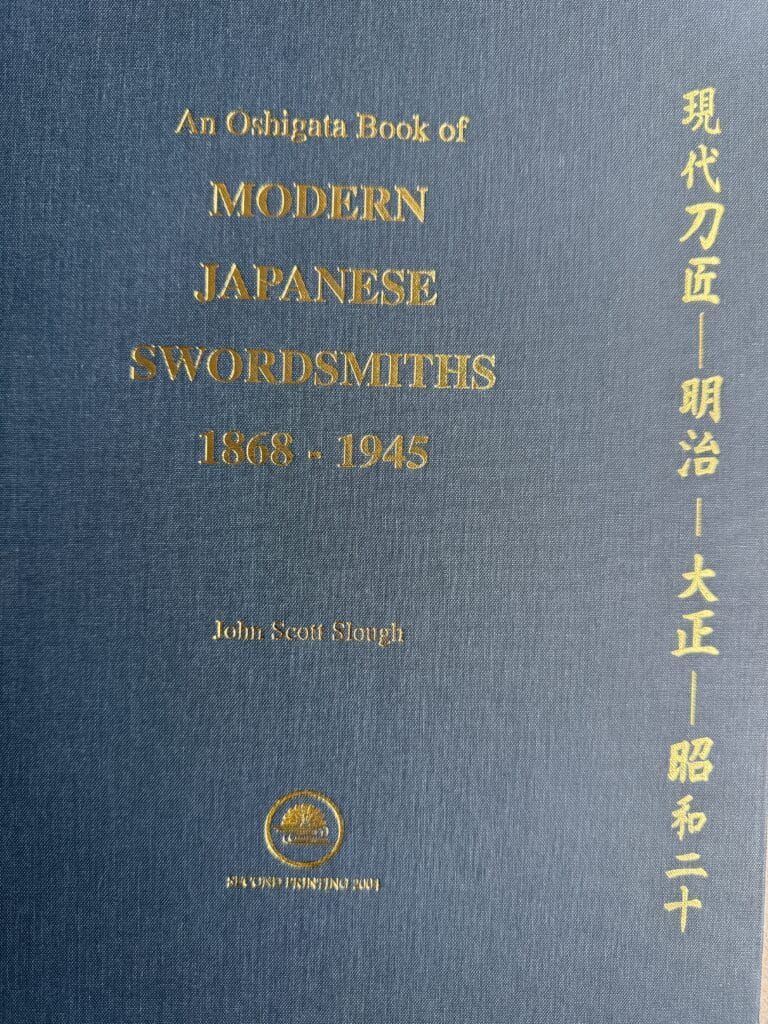 An Oshigata Book of
MODERN
JAPANESE
SWORDSMITHS
1868 - 1945
John Scott Slough
SECOND PRINTING 2001
現代刀匠—明治—大正—昭和二十